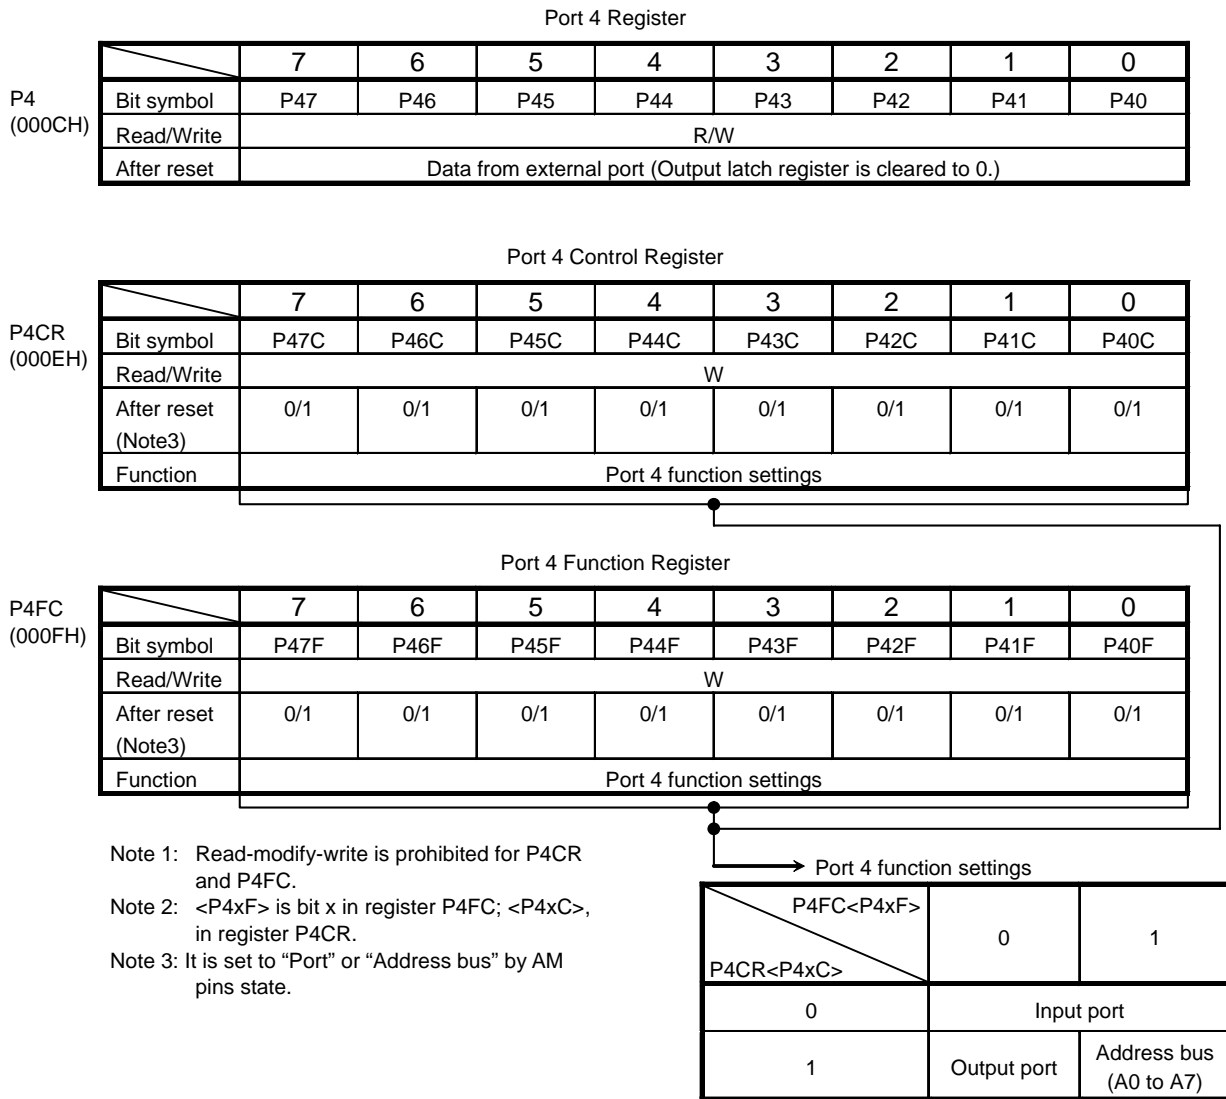 Port 4 Register
7 6 5 4 3 2 1 0
P4
(000CH)
Bit symbol P47 P46 P45 P44 P43 P42 P41 P40
Read/Write R/W
After reset Data from external port (Output latch register is cleared to 0.)
Port 4 Control Register
7 6 5 4 3 2 1 0
P4CR
(000EH)
Bit symbol P47C P46C P45C P44C P43C P42C P41C P40C
Read/Write W
After reset 0/1 0/1 0/1 0/1 0/1 0/1 0/1 0/1
(Note3)
Function Port 4 function settings
Port 4 Function Register
7 6 5 4 3 2 1 0
P4FC
(000FH)
Bit symbol P47F P46F P45F P44F P43F P42F P41F P40F
Read/Write W
After reset 0/1 0/1 0/1 0/1 0/1 0/1 0/1 0/1
(Note3)
Function Port 4 function settings
Note 1: Read-modify-write is prohibited for P4CR
and P4FC.
Note 2: <P4xF> is bit x in register P4FC; <P4xC>,
in register P4CR.
Note 3: It is set to “Port” or “Address bus” by AM
pins state.
Port 4 function settings
P4FC<P4xF>
P4CR<P4xC>
0 1
0 Input port
1 Output port Address bus
(A0 to A7)